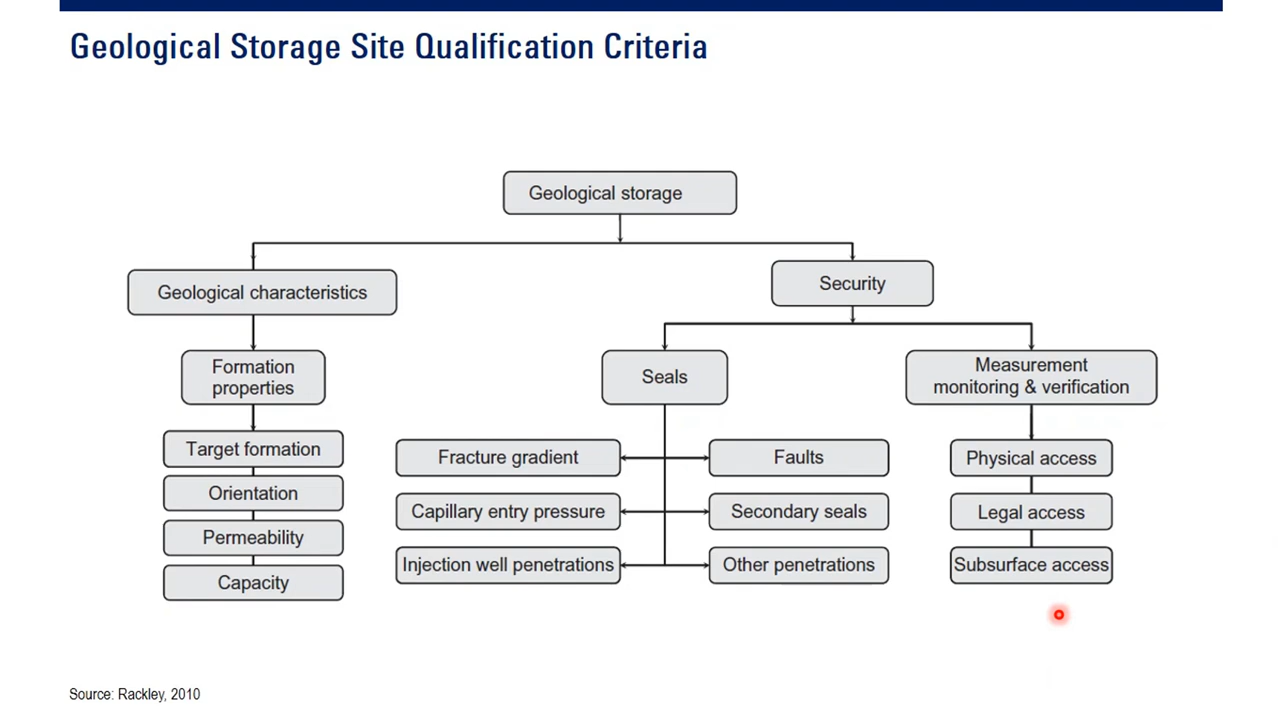 Geological Storage Site Qualification Criteria
Geological storage
Geological characteristics
Security
Formation
properties
Seals
Measurement
monitoring & verification
Target formation
Orientation
Permeability
Capacity
Fracture gradient
Faults
Capillary entry pressure
Secondary seals
Injection well penetrations
Other penetrations
Physical access
Legal access
Subsurface access
Source: Rackley, 2010